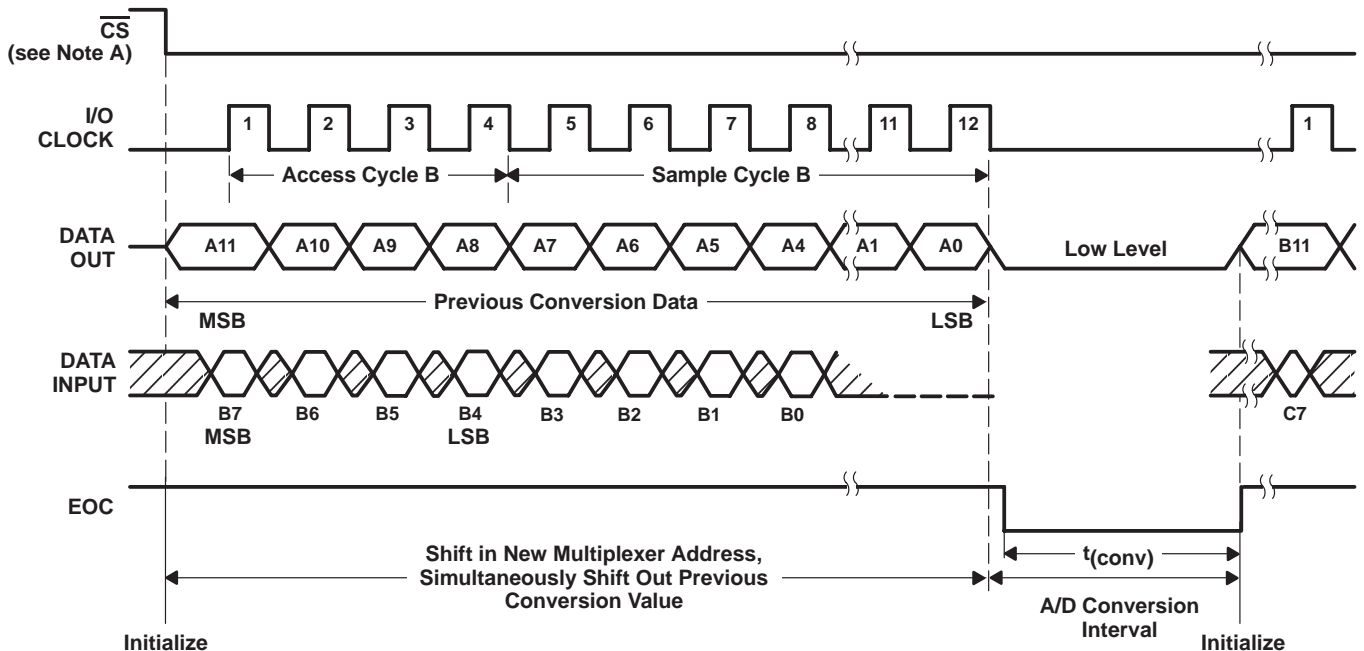 CS
(see Note A)
I/O
CLOCK
1 2 3 4 5 6 7 8 11 12 1
Access Cycle B Sample Cycle B
DATA
OUT
A11 A10 A9 A8 A7 A6 A5 A4 A1 A0 Low Level B11
Previous Conversion Data
MSB LSB
DATA
INPUT
B7 B6 B5 B4 B3 B2 B1 B0 C7
MSB LSB
EOC
Shift in New Multiplexer Address,
Simultaneously Shift Out Previous
Conversion Value
t(conv)
A/D Conversion
Interval
Initialize Initialize